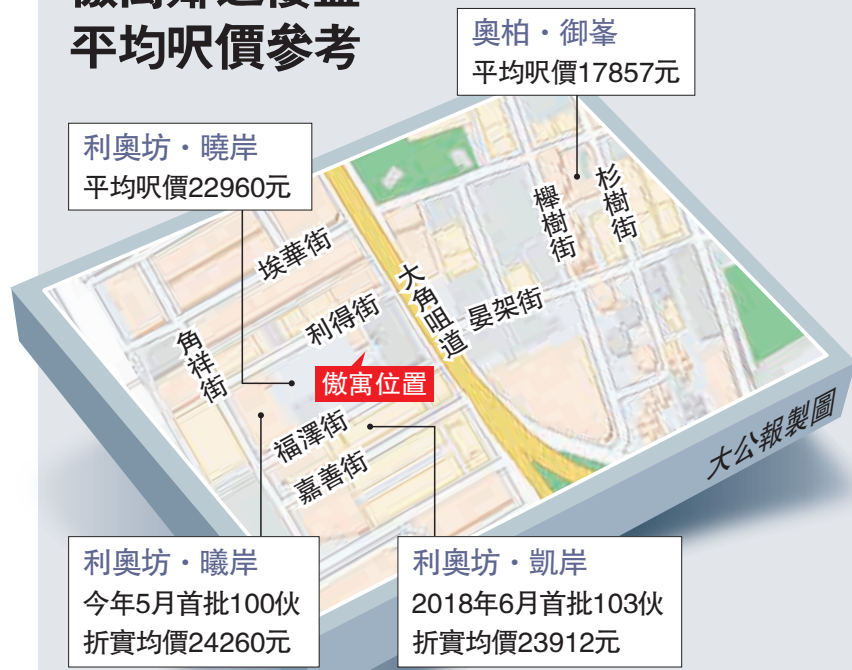 平均呎價參考
奧柏・御峯
平均呎價17857元
利奧坊・曉岸
平均呎價22960元
杉樹街
櫸樹街
埃華街
大角咀道
晏架街
利得街
角祥街
傲寓位置
福澤街
嘉善街
大公報製圖
利奧坊・曦岸
今年5月首批100伙
折實均價24260元
利奧坊・凱岸
2018年6月首批103伙
折實均價23912元